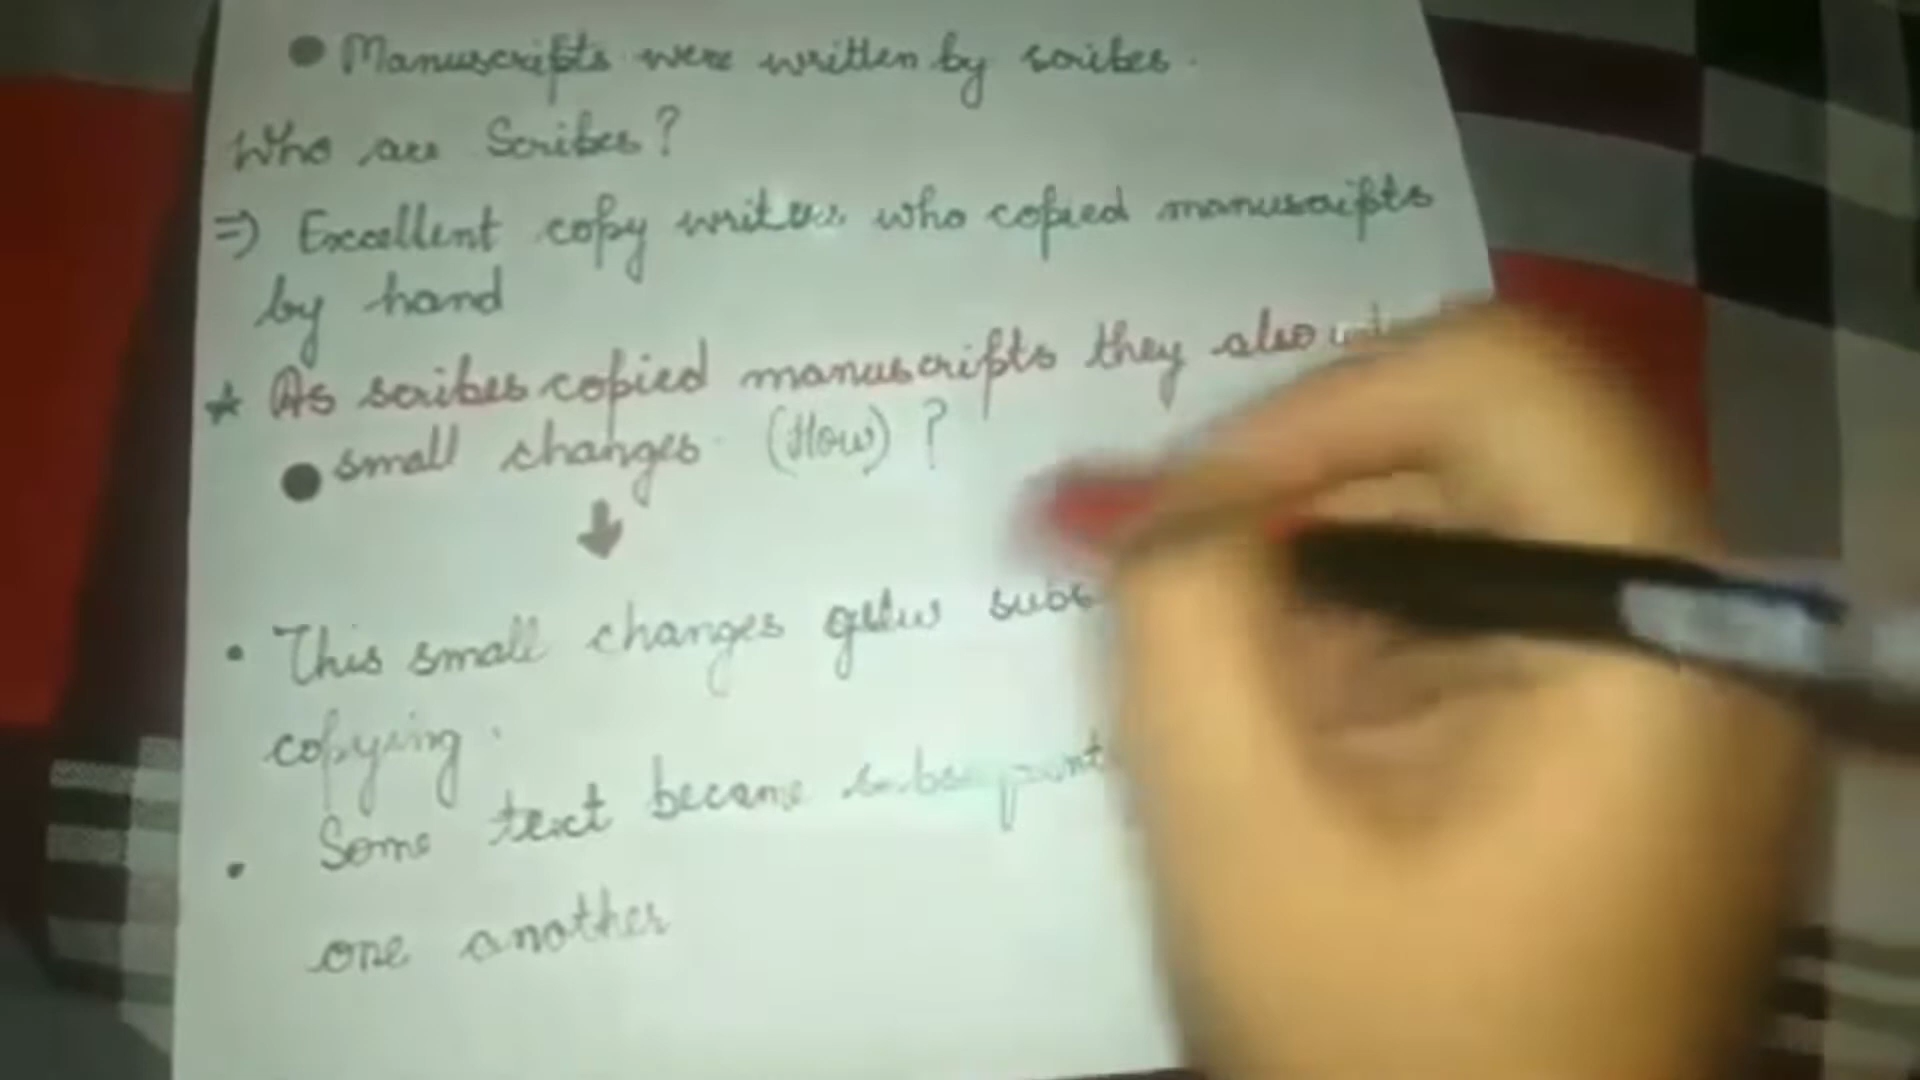 Manuscripts were written by scribes.
Who are Scribes?
⇒ Excellent copy writers who copied manuscripts
by hand
As scribes copied manuscripts they also
small changes (How) ?
This small changes grew
copying.
Some text became
one another